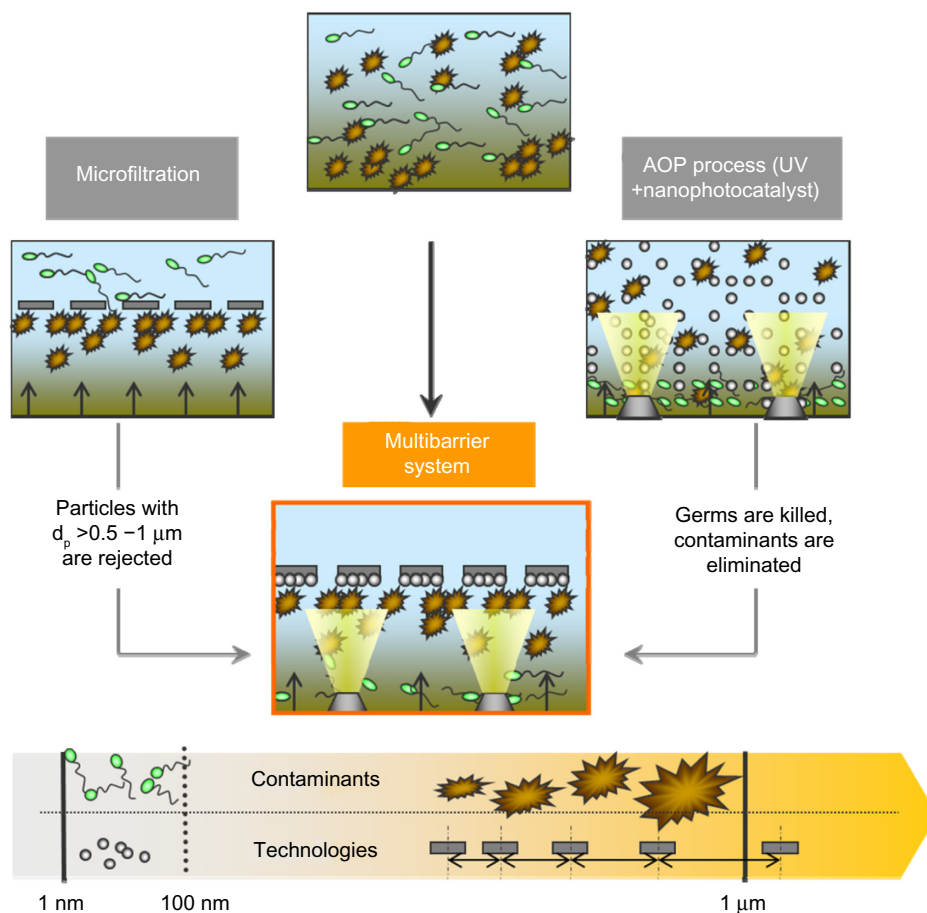 Microfiltration
AOP process (UV
+nanophotocatalyst)
Multibarrier
system
Particles with
dₚ >0.5 −1 μm
are rejected
Germs are killed,
contaminants are
eliminated
Contaminants
Technologies
1 nm
100 nm
1 μm